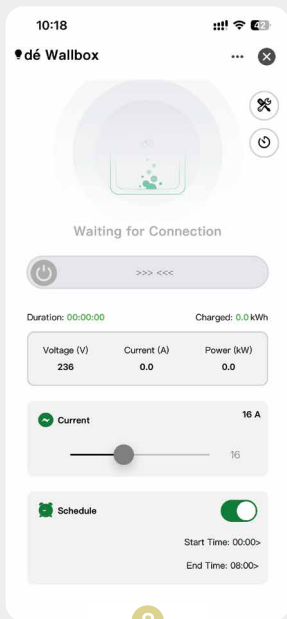 10:18
42
dé Wallbox
Waiting for Connection
>>> <<<
Duration: 00:00:00 Charged: 0.0 kWh
Voltage (V) Current (A) Power (kW)
236 0.0 0.0
Current 16 A
16
Schedule
Start Time: 00:00>
End Time: 08:00>